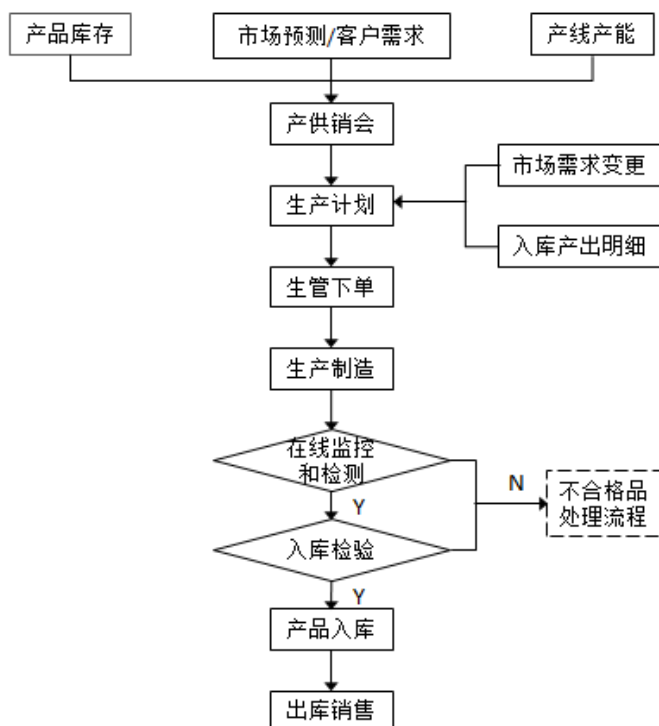 产品库存
市场预测/客户需求
产线产能
产供销会
市场需求变更
生产计划
入库产出明细
生管下单
生产制造
在线监控
和检测
N
不合格品
处理流程
Y
入库检验
Y
产品入库
出库销售